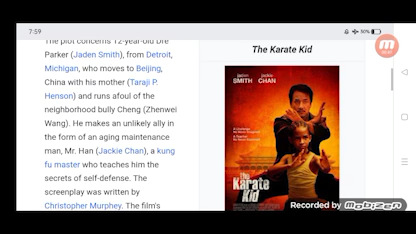 7:59
50%
The plot concerns 12-year-old Dre
Parker (Jaden Smith), from Detroit,
Michigan, who moves to Beijing,
China with his mother (Taraji P.
Henson) and runs afoul of the
neighborhood bully Cheng (Zhenwei
Wang). He makes an unlikely ally in
the form of an aging maintenance
man, Mr. Han (Jackie Chan), a kung
fu master who teaches him the
secrets of self-defense. The
screenplay was written by
Christopher Murphey. The film's
The Karate Kid
JADEN SMITH
JACKIE CHAN
A Challenge
the
Karate
Kid
Recorded by
mobizen